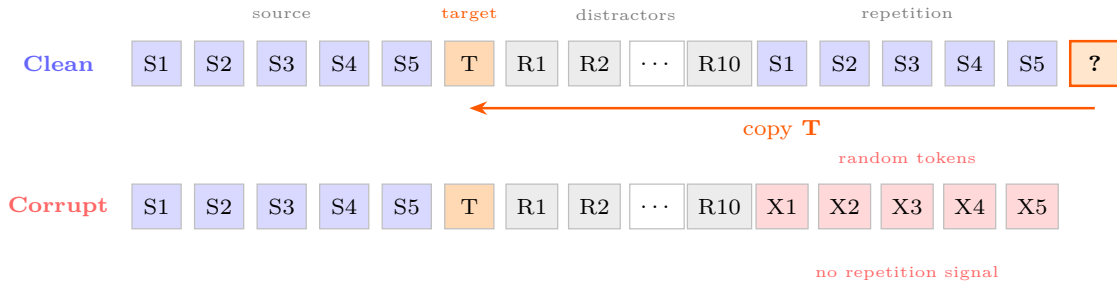 source target distractors repetition
Clean S1 S2 S3 S4 S5 T R1 R2 ··· R10 S1 S2 S3 S4 S5 ?
copy T
random tokens
Corrupt S1 S2 S3 S4 S5 T R1 R2 ··· R10 X1 X2 X3 X4 X5
no repetition signal